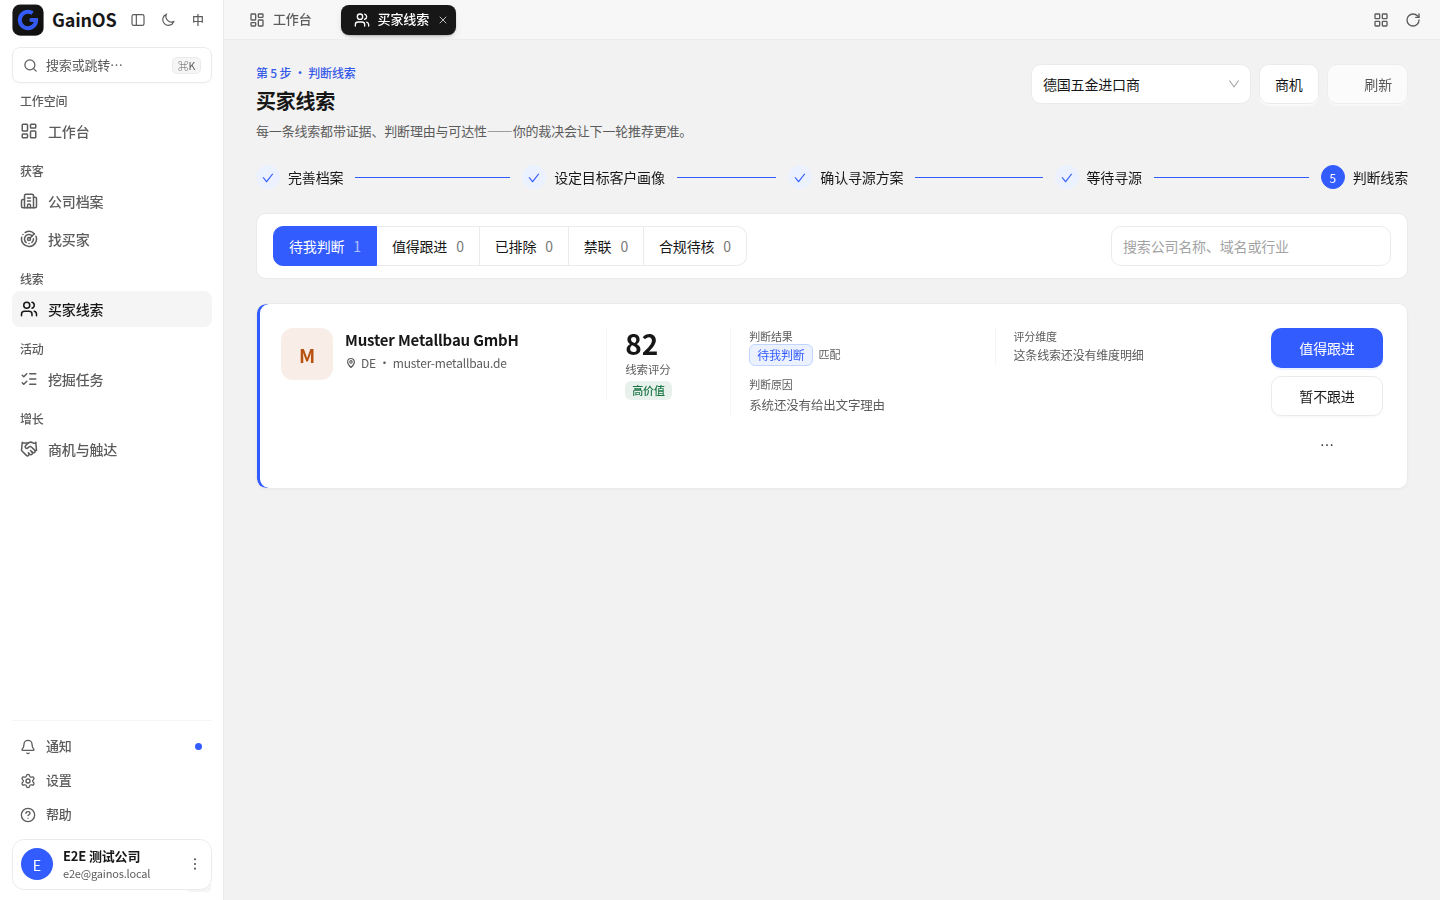 GainOS
中
搜索或跳转…
⌘K
工作空间
工作台
获客
公司档案
找买家
线索
买家线索
活动
挖掘任务
增长
商机与触达
通知
设置
帮助
E
E2E 测试公司
e2e@gainos.local
工作台
买家线索
第 5 步 · 判断线索
买家线索
每一条线索都带证据、判断理由与可达性——你的裁决会让下一轮推荐更准。
德国五金进口商
商机
刷新
完善档案
设定目标客户画像
确认寻源方案
等待寻源
5 判断线索
待我判断 1
值得跟进 0
已排除 0
禁联 0
合规待核 0
搜索公司名称、域名或行业
M
Muster Metallbau GmbH
DE · muster-metallbau.de
82
线索评分
高价值
判断结果
待我判断 匹配
判断原因
系统还没有给出文字理由
评分维度
这条线索还没有维度明细
值得跟进
暂不跟进
…